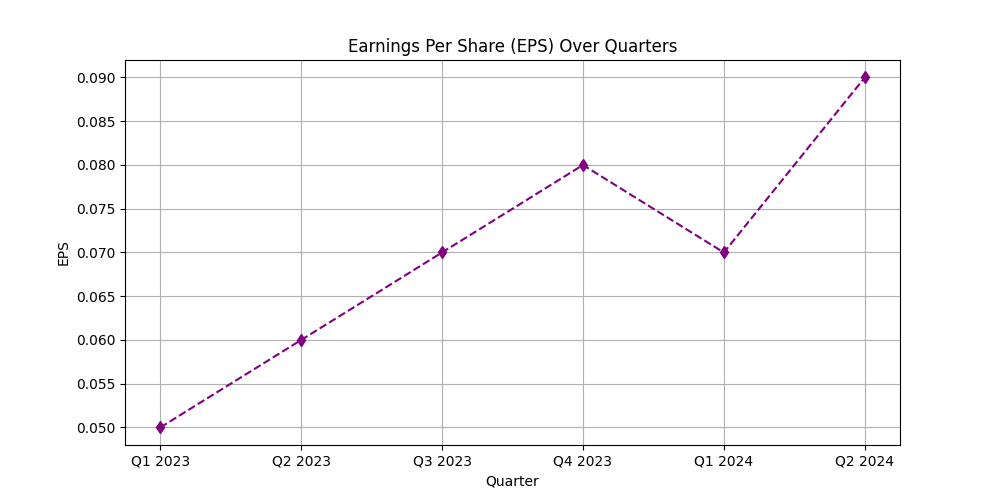 Earnings Per Share (EPS) Over Quarters
0.090
0.085
0.080
0.075
0.070
0.065
0.060
0.055
0.050
EPS
Q1 2023 Q2 2023 Q3 2023 Q4 2023 Q1 2024 Q2 2024
Quarter